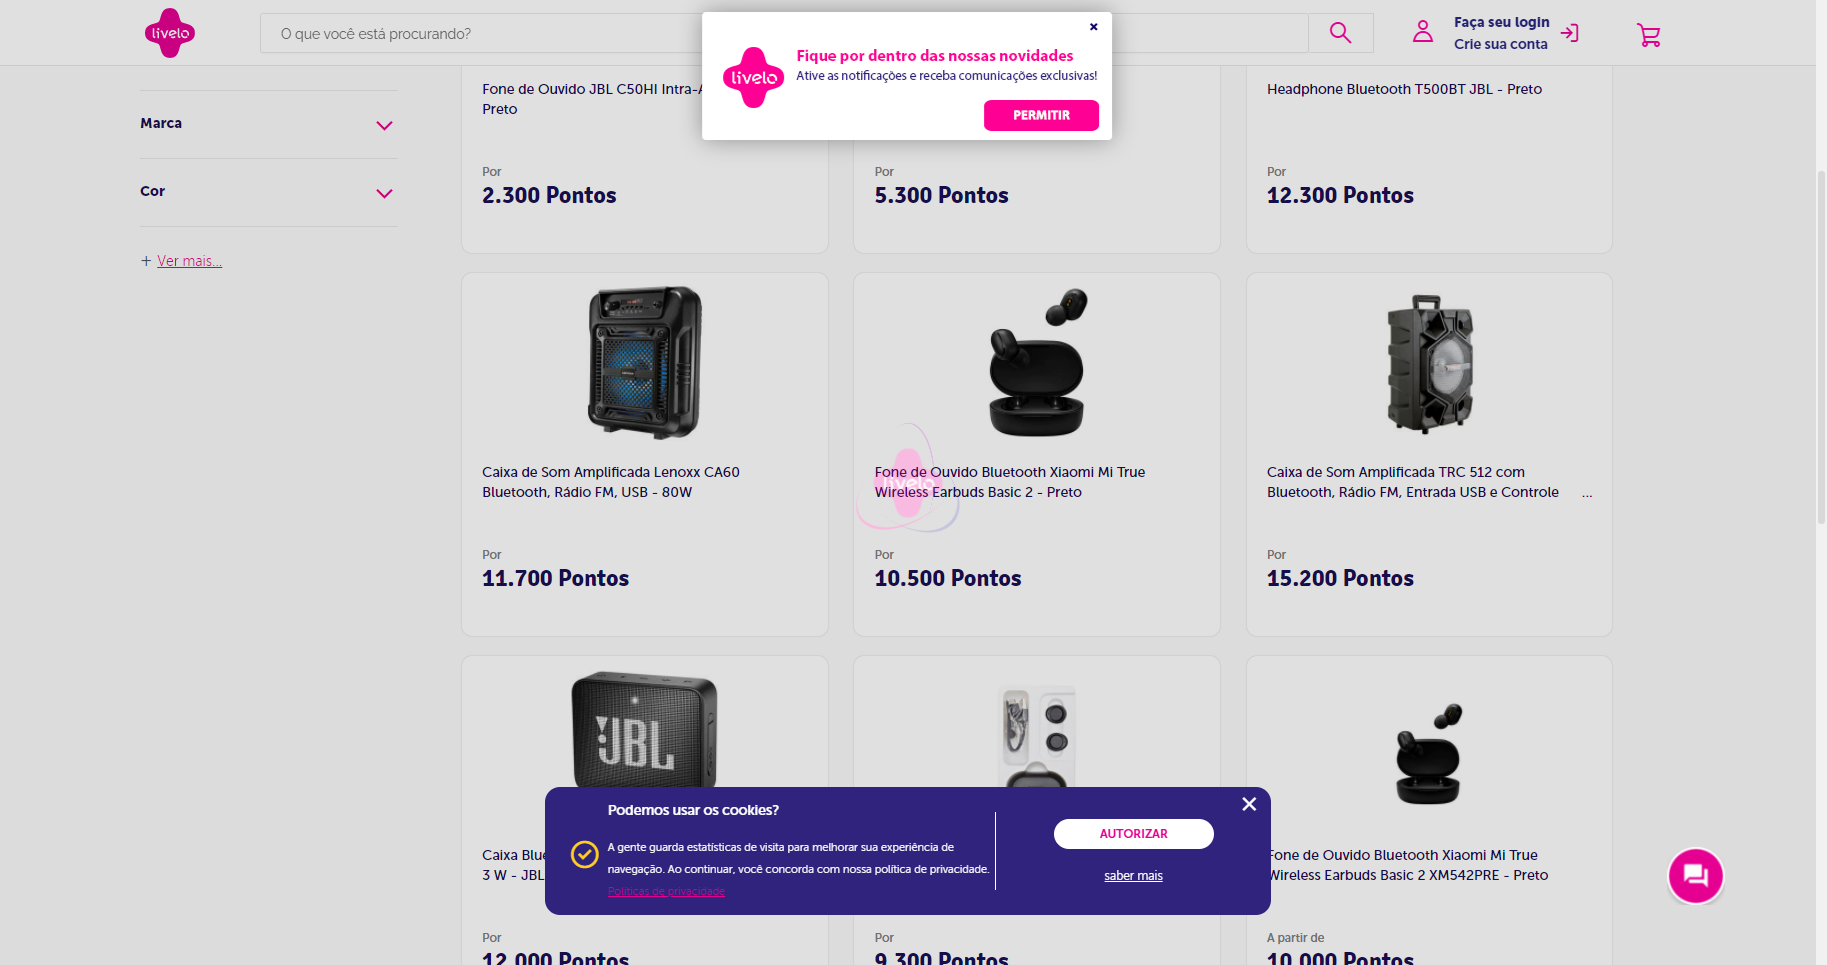 livelo
O que você está procurando?
Faça seu login
Crie sua conta
×
livelo
Fique por dentro das nossas novidades
Ative as notificações e receba comunicações exclusivas!
PERMITIR
Marca
Cor
+ Ver mais...
Fone de Ouvido JBL C50HI Intra-A
Preto
Por
2.300 Pontos
Por
5.300 Pontos
Headphone Bluetooth T500BT JBL - Preto
Por
12.300 Pontos
Caixa de Som Amplificada Lenoxx CA60
Bluetooth, Rádio FM, USB - 80W
Por
11.700 Pontos
Fone de Ouvido Bluetooth Xiaomi Mi True
Wireless Earbuds Basic 2 - Preto
livelo
Por
10.500 Pontos
Caixa de Som Amplificada TRC 512 com
Bluetooth, Rádio FM, Entrada USB e Controle ...
Por
15.200 Pontos
JBL
Caixa Blue
3 W - JBL
Por
12.000 Pontos
Por
9.300 Pontos
Fone de Ouvido Bluetooth Xiaomi Mi True
Wireless Earbuds Basic 2 XM542PRE - Preto
A partir de
10.000 Pontos
Podemos usar os cookies?
A gente guarda estatísticas de visita para melhorar sua experiência de
navegação. Ao continuar, você concorda com nossa política de privacidade.
Políticas de privacidade
AUTORIZAR
saber mais